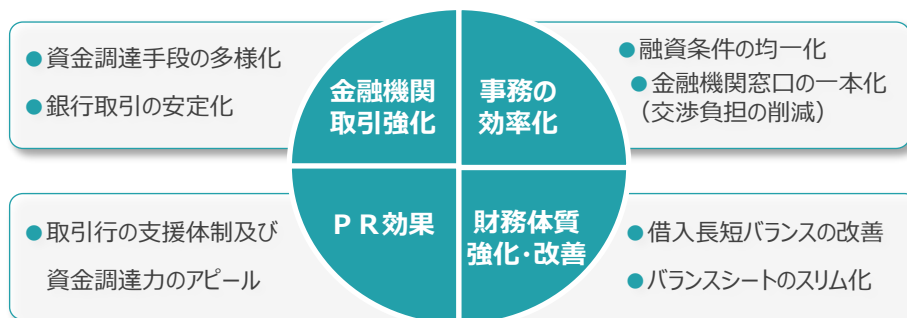 ●資金調達手段の多様化
●銀行取引の安定化
金融機関
取引強化
事務の
効率化
●融資条件の均一化
●金融機関窓口の一本化
（交渉負担の削減）
●取引行の支援体制及び
資金調達力のアピール
ＰＲ効果
財務体質
強化･改善
●借入長短バランスの改善
●バランスシートのスリム化